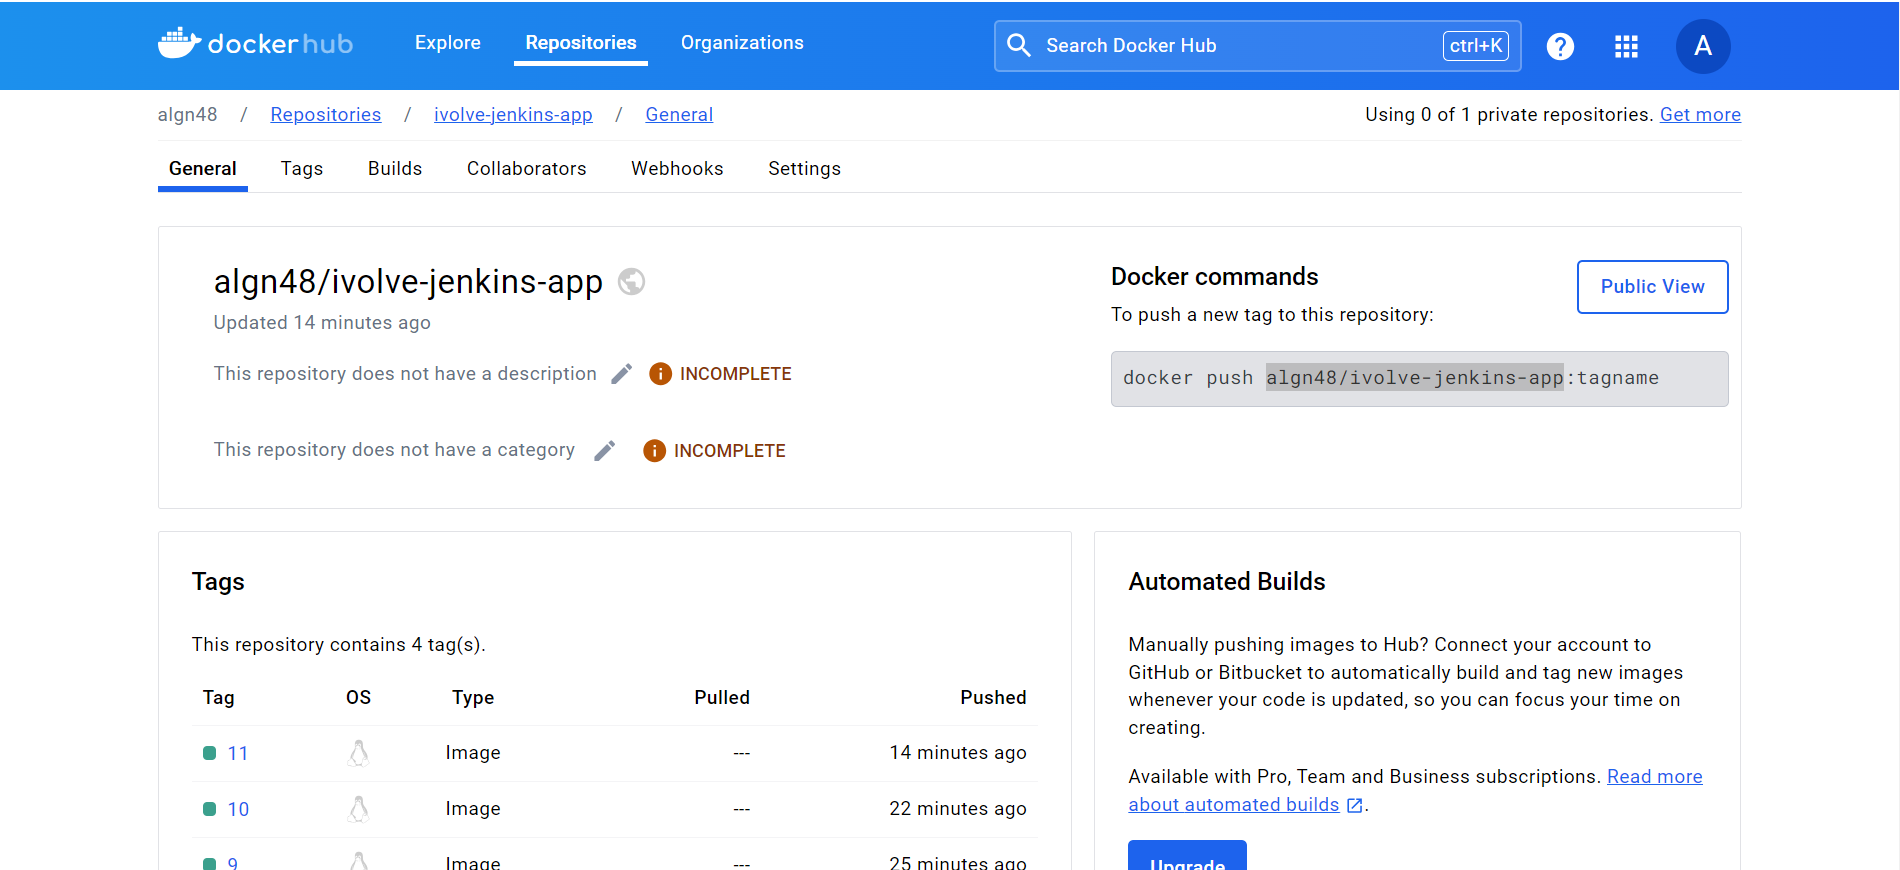 dockerhub Explore Repositories Organizations Search Docker Hub ctrl+K ? A
algn48 / Repositories / ivolve-jenkins-app / General Using 0 of 1 private repositories. Get more
General Tags Builds Collaborators Webhooks Settings
algn48/ivolve-jenkins-app
Updated 14 minutes ago
This repository does not have a description INCOMPLETE
This repository does not have a category INCOMPLETE
Docker commands
Public View
To push a new tag to this repository:
docker push algn48/ivolve-jenkins-app:tagname
Tags
This repository contains 4 tag(s).
Tag OS Type Pulled Pushed
11 Image --- 14 minutes ago
10 Image --- 22 minutes ago
9 Image --- 25 minutes ago
Automated Builds
Manually pushing images to Hub? Connect your account to
GitHub or Bitbucket to automatically build and tag new images
whenever your code is updated, so you can focus your time on
creating.
Available with Pro, Team and Business subscriptions. Read more
about automated builds.
Upgrade